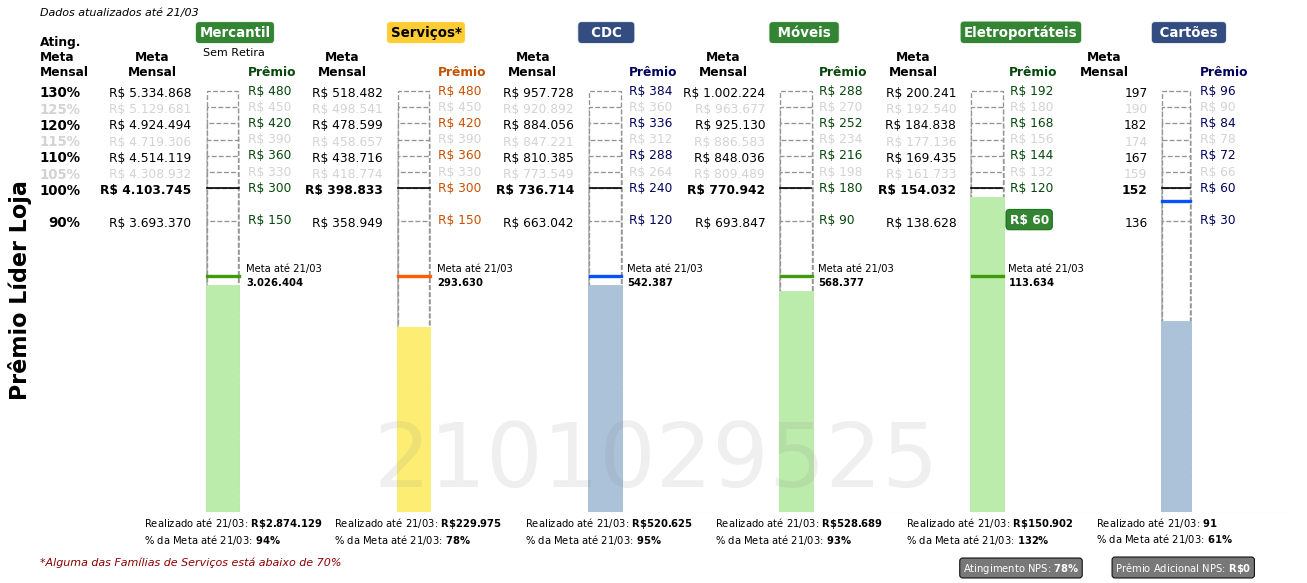 Dados atualizados até 21/03
Mercantil Serviços* CDC Móveis Eletroportáteis Cartões
Sem Retira
Ating. Meta Mensal Meta Mensal Prêmio Meta Mensal Prêmio Meta Mensal Prêmio Meta Mensal Prêmio Meta Mensal Prêmio Meta Mensal Prêmio
130% R$ 5.334.868 R$ 480 R$ 518.482 R$ 480 R$ 957.728 R$ 384 R$ 1.002.224 R$ 288 R$ 200.241 R$ 192 197 R$ 96
125% R$ 5.129.681 R$ 450 R$ 498.541 R$ 450 R$ 920.892 R$ 360 R$ 963.677 R$ 270 R$ 192.540 R$ 180 190 R$ 90
120% R$ 4.924.494 R$ 420 R$ 478.599 R$ 420 R$ 884.056 R$ 336 R$ 925.130 R$ 252 R$ 184.838 R$ 168 182 R$ 84
115% R$ 4.719.306 R$ 390 R$ 458.657 R$ 390 R$ 847.221 R$ 312 R$ 886.583 R$ 234 R$ 177.136 R$ 156 174 R$ 78
110% R$ 4.514.119 R$ 360 R$ 438.716 R$ 360 R$ 810.385 R$ 288 R$ 848.036 R$ 216 R$ 169.435 R$ 144 167 R$ 72
105% R$ 4.308.932 R$ 330 R$ 418.774 R$ 330 R$ 773.549 R$ 264 R$ 809.489 R$ 198 R$ 161.733 R$ 132 159 R$ 66
100% R$ 4.103.745 R$ 300 R$ 398.833 R$ 300 R$ 736.714 R$ 240 R$ 770.942 R$ 180 R$ 154.032 R$ 120 152 R$ 60
90% R$ 3.693.370 R$ 150 R$ 358.949 R$ 150 R$ 663.042 R$ 120 R$ 693.847 R$ 90 R$ 138.628 R$ 60 136 R$ 30
Prêmio Líder Loja
Meta até 21/03 Meta até 21/03 Meta até 21/03 Meta até 21/03 Meta até 21/03
3.026.404 293.630 542.387 568.377 113.634
2101029525
Realizado até 21/03: R$2.874.129 Realizado até 21/03: R$229.975 Realizado até 21/03: R$520.625 Realizado até 21/03: R$528.689 Realizado até 21/03: R$150.902 Realizado até 21/03: 91
% da Meta até 21/03: 94% % da Meta até 21/03: 78% % da Meta até 21/03: 95% % da Meta até 21/03: 93% % da Meta até 21/03: 132% % da Meta até 21/03: 61%
*Alguma das Famílias de Serviços está abaixo de 70%
Atingimento NPS: 78% Prêmio Adicional NPS: R$0